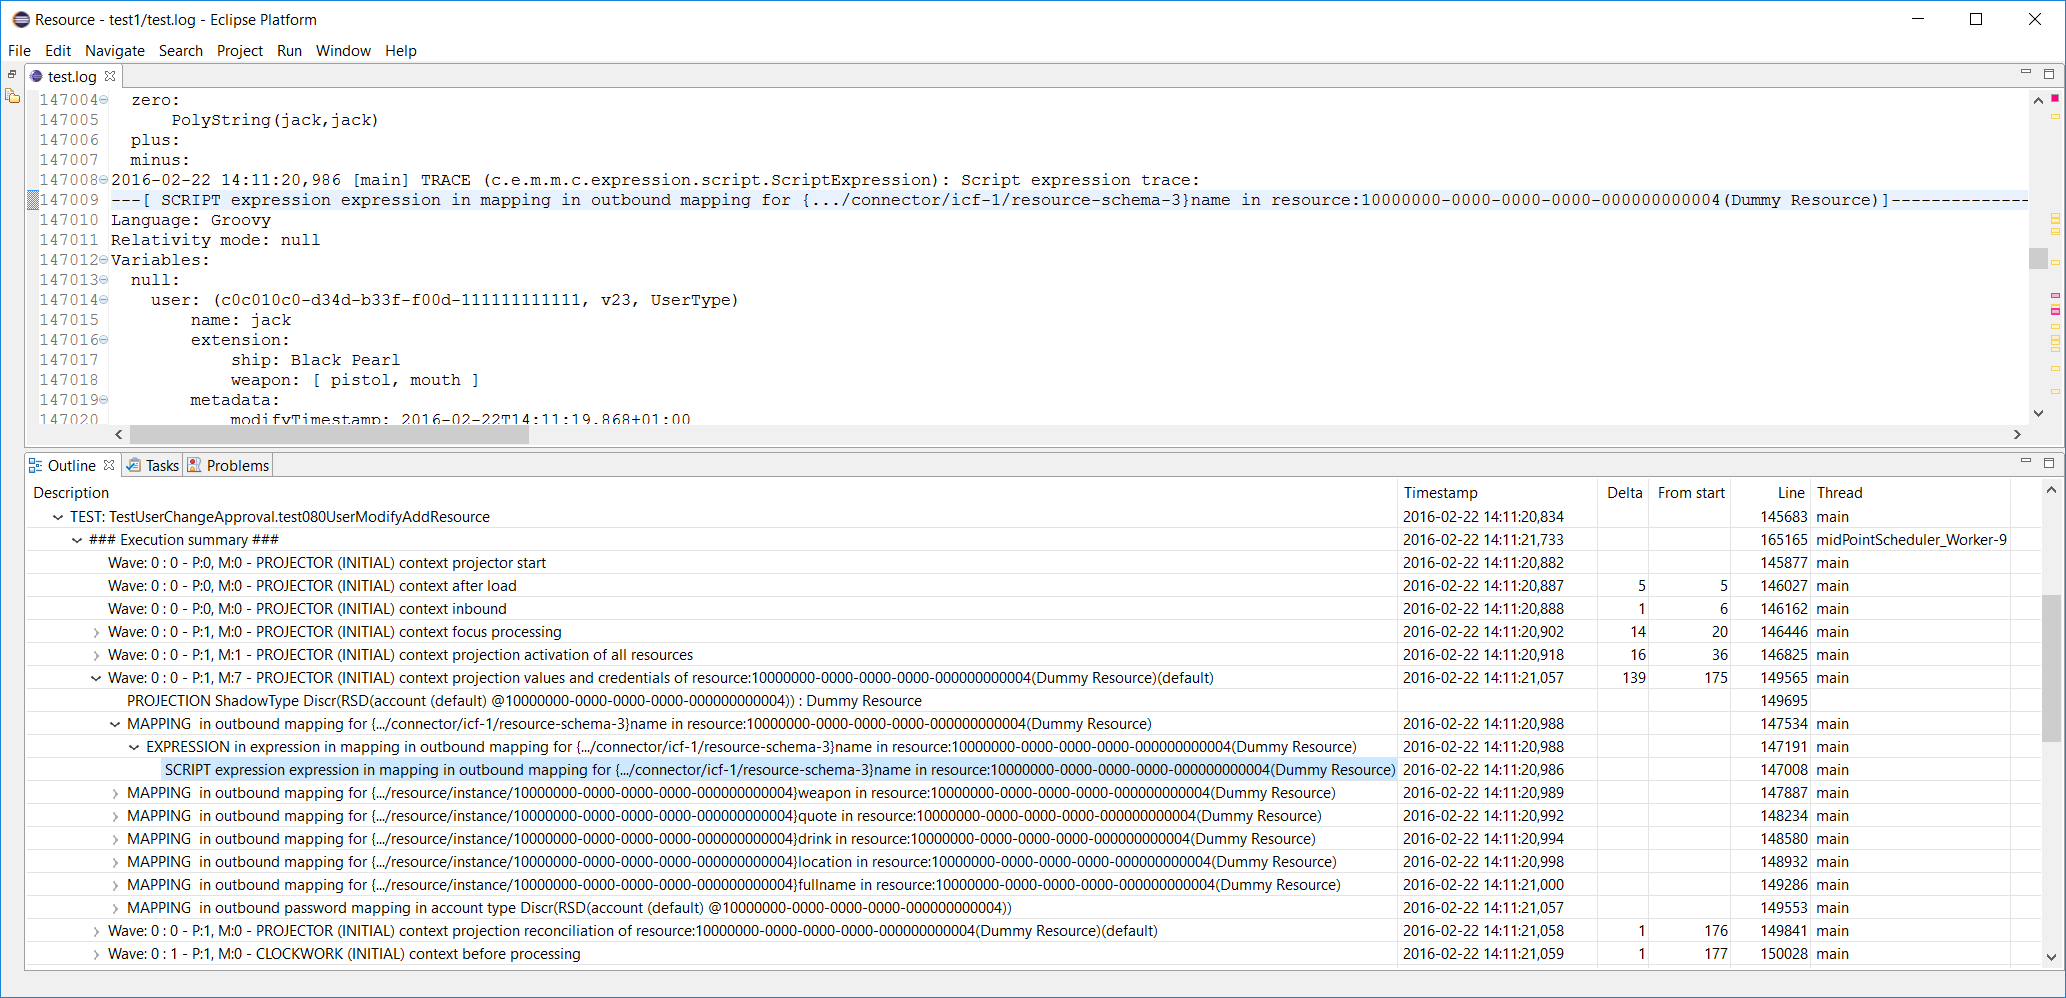 Resource - test1/test.log - Eclipse Platform
File Edit Navigate Search Project Run Window Help
test.log
147004 zero:
147005 PolyString(jack,jack)
147006 plus:
147007 minus:
147008 2016-02-22 14:11:20,986 [main] TRACE (c.e.m.m.c.expression.script.ScriptExpression): Script expression trace:
147009 ---[ SCRIPT expression expression in mapping in outbound mapping for {.../connector/icf-1/resource-schema-3}name in resource:10000000-0000-0000-0000-000000000004(Dummy Resource)]--------------
147010 Language: Groovy
147011 Relativity mode: null
147012 Variables:
147013 null:
147014 user: (c0c010c0-d34d-b33f-f00d-111111111111, v23, UserType)
147015 name: jack
147016 extension:
147017 ship: Black Pearl
147018 weapon: [ pistol, mouth ]
147019 metadata:
147020 modifyTimestamp: 2016-02-22T14:11:19.868+01:00
Outline Tasks Problems
Description Timestamp Delta From start Line Thread
TEST: TestUserChangeApproval.test080UserModifyAddResource 2016-02-22 14:11:20,834 145683 main
### Execution summary ### 2016-02-22 14:11:21,733 165165 midPointScheduler_Worker-9
Wave: 0 : 0 - P:0, M:0 - PROJECTOR (INITIAL) context projector start 2016-02-22 14:11:20,882 145877 main
Wave: 0 : 0 - P:0, M:0 - PROJECTOR (INITIAL) context after load 2016-02-22 14:11:20,887 5 5 146027 main
Wave: 0 : 0 - P:0, M:0 - PROJECTOR (INITIAL) context inbound 2016-02-22 14:11:20,888 1 6 146162 main
Wave: 0 : 0 - P:1, M:0 - PROJECTOR (INITIAL) context focus processing 2016-02-22 14:11:20,902 14 20 146446 main
Wave: 0 : 0 - P:1, M:1 - PROJECTOR (INITIAL) context projection activation of all resources 2016-02-22 14:11:20,918 16 36 146825 main
Wave: 0 : 0 - P:1, M:7 - PROJECTOR (INITIAL) context projection values and credentials of resource:10000000-0000-0000-0000-000000000004(Dummy Resource)(default) 2016-02-22 14:11:21,057 139 175 149565 main
PROJECTION ShadowType Discr(RSD(account (default) @10000000-0000-0000-0000-000000000004)) : Dummy Resource 149695
MAPPING in outbound mapping for {.../connector/icf-1/resource-schema-3}name in resource:10000000-0000-0000-0000-000000000004(Dummy Resource) 2016-02-22 14:11:20,988 147534 main
EXPRESSION in expression in mapping in outbound mapping for {.../connector/icf-1/resource-schema-3}name in resource:10000000-0000-0000-0000-000000000004(Dummy Resource) 2016-02-22 14:11:20,988 147191 main
SCRIPT expression expression in mapping in outbound mapping for {.../connector/icf-1/resource-schema-3}name in resource:10000000-0000-0000-0000-000000000004(Dummy Resource) 2016-02-22 14:11:20,986 147008 main
MAPPING in outbound mapping for {.../resource/instance/10000000-0000-0000-0000-000000000004}weapon in resource:10000000-0000-0000-0000-000000000004(Dummy Resource) 2016-02-22 14:11:20,989 147887 main
MAPPING in outbound mapping for {.../resource/instance/10000000-0000-0000-0000-000000000004}quote in resource:10000000-0000-0000-0000-000000000004(Dummy Resource) 2016-02-22 14:11:20,992 148234 main
MAPPING in outbound mapping for {.../resource/instance/10000000-0000-0000-0000-000000000004}drink in resource:10000000-0000-0000-0000-000000000004(Dummy Resource) 2016-02-22 14:11:20,994 148580 main
MAPPING in outbound mapping for {.../resource/instance/10000000-0000-0000-0000-000000000004}location in resource:10000000-0000-0000-0000-000000000004(Dummy Resource) 2016-02-22 14:11:20,998 148932 main
MAPPING in outbound mapping for {.../resource/instance/10000000-0000-0000-0000-000000000004}fullname in resource:10000000-0000-0000-0000-000000000004(Dummy Resource) 2016-02-22 14:11:21,000 149286 main
MAPPING in outbound password mapping in account type Discr(RSD(account (default) @10000000-0000-0000-0000-000000000004)) 2016-02-22 14:11:21,057 149553 main
Wave: 0 : 0 - P:1, M:0 - PROJECTOR (INITIAL) context projection reconciliation of resource:10000000-0000-0000-0000-000000000004(Dummy Resource)(default) 2016-02-22 14:11:21,058 1 176 149841 main
Wave: 0 : 1 - P:1, M:0 - CLOCKWORK (INITIAL) context before processing 2016-02-22 14:11:21,059 1 177 150028 main